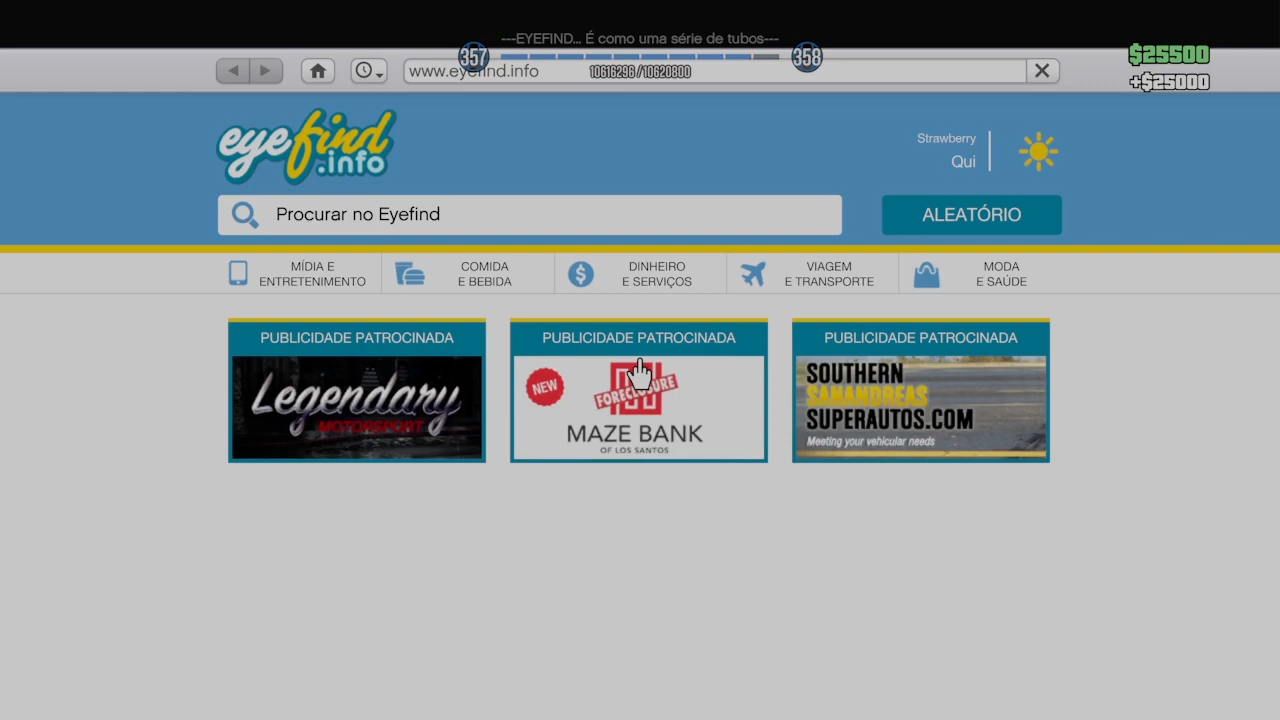 ---EYEFIND... É como uma série de tubos---
357
358
$25500
www.eyefind.info
10616296/10620800
+$25000
eyefind
.info
Strawberry
Qui
Procurar no Eyefind
ALEATÓRIO
MÍDIA E
ENTRETENIMENTO
COMIDA
E BEBIDA
DINHEIRO
E SERVIÇOS
VIAGEM
E TRANSPORTE
MODA
E SAÚDE
PUBLICIDADE PATROCINADA
Legendary
MOTORSPORT
PUBLICIDADE PATROCINADA
NEW
FORECLOSURE
MAZE BANK
OF LOS SANTOS
PUBLICIDADE PATROCINADA
SOUTHERN
SANANDREAS
SUPERAUTOS.COM
Meeting your vehicular needs